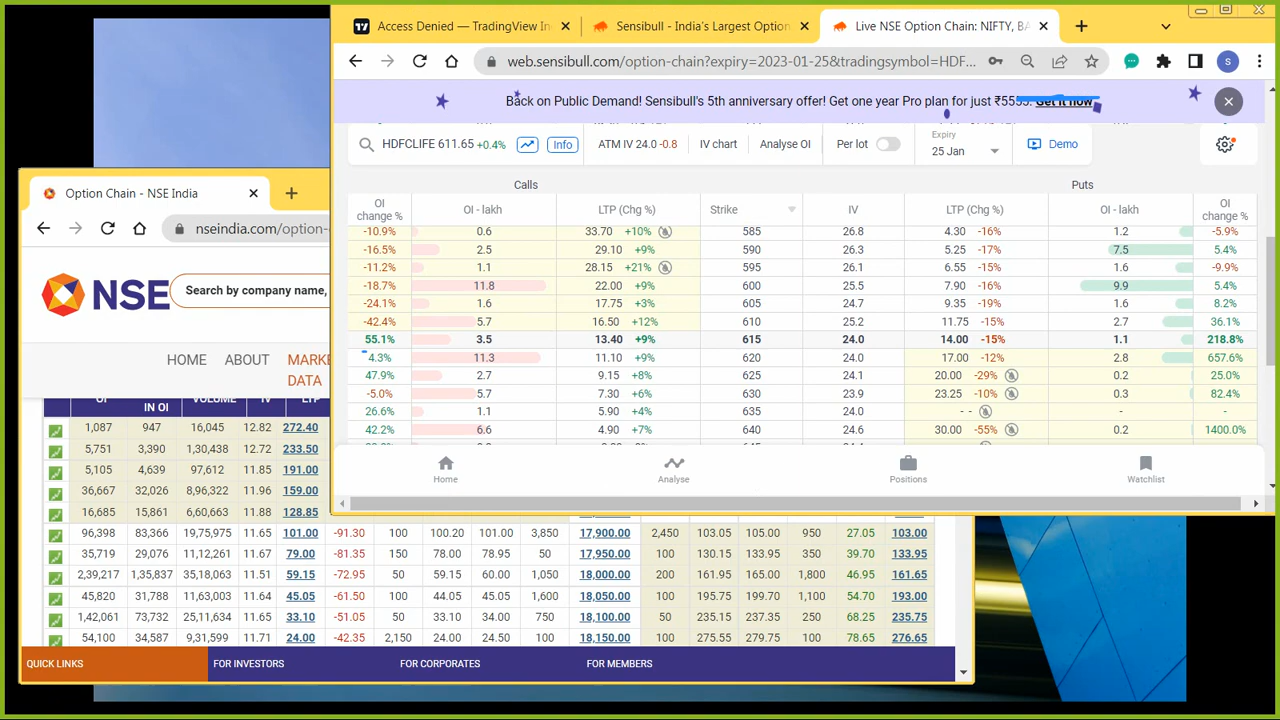 Access Denied — TradingView In
Sensibull - India's Largest Option
Live NSE Option Chain: NIFTY, BA
web.sensibull.com/option-chain?expiry=2023-01-25&tradingsymbol=HDF...
S
Back on Public Demand! Sensibull's 5th anniversary offer! Get one year Pro plan for just ₹5555. Get it now
HDFCLIFE 611.65 +0.4% Info ATM IV 24.0 -0.8 IV chart Analyse OI Per lot Expiry 25 Jan Demo
Calls Puts
OI change % OI - lakh LTP (Chg %) Strike IV LTP (Chg %) OI - lakh OI change %
-10.9% 0.6 33.70 +10% 585 26.8 4.30 -16% 1.2 -5.9%
-16.5% 2.5 29.10 +9% 590 26.3 5.25 -17% 7.5 5.4%
-11.2% 1.1 28.15 +21% 595 26.1 6.55 -15% 1.6 -9.9%
-18.7% 11.8 22.00 +9% 600 25.5 7.90 -16% 9.9 5.4%
-24.1% 1.6 17.75 +3% 605 24.7 9.35 -19% 1.6 8.2%
-42.4% 5.7 16.50 +12% 610 25.2 11.75 -15% 2.7 36.1%
55.1% 3.5 13.40 +9% 615 24.0 14.00 -15% 1.1 218.8%
4.3% 11.3 11.10 +9% 620 24.0 17.00 -12% 2.8 657.6%
47.9% 2.7 9.15 +8% 625 24.1 20.00 -29% 0.2 25.0%
-5.0% 5.7 7.30 +6% 630 23.9 23.25 -10% 0.3 82.4%
26.6% 1.1 5.90 +4% 635 24.0 - - - -
42.2% 6.6 4.90 +7% 640 24.6 30.00 -55% 0.2 1400.0%
Home Analyse Positions Watchlist
Option Chain - NSE India
nseindia.com/option-
NSE
Search by company name,
HOME ABOUT MARKE
DATA
OI IN OI VOLUME IV LTP
1,087 947 16,045 12.82 272.40
5,751 3,390 1,30,438 12.72 233.50
5,105 4,639 97,612 11.85 191.00
36,667 32,026 8,96,322 11.96 159.00
16,685 15,861 6,60,663 11.88 128.85
96,398 83,366 19,75,975 11.65 101.00 -91.30 100 100.20 101.00 3,850 17,900.00 2,450 103.05 105.00 950 27.05 103.00
35,719 29,076 11,12,261 11.67 79.00 -81.35 150 78.00 78.95 50 17,950.00 100 130.15 133.95 350 39.70 133.95
2,39,217 1,35,837 35,18,063 11.51 59.15 -72.95 50 59.15 60.00 1,050 18,000.00 200 161.95 165.00 1,800 46.95 161.65
45,820 31,788 11,63,003 11.64 45.05 -61.50 100 44.05 45.05 1,600 18,050.00 100 195.75 199.70 1,100 54.70 193.00
1,42,061 73,732 25,11,634 11.65 33.10 -51.05 50 33.10 34.00 750 18,100.00 50 235.15 237.35 250 68.25 235.75
54,100 34,587 9,31,599 11.71 24.00 -42.35 2,150 24.00 24.50 100 18,150.00 100 275.55 279.75 100 78.65 276.65
QUICK LINKS FOR INVESTORS FOR CORPORATES FOR MEMBERS